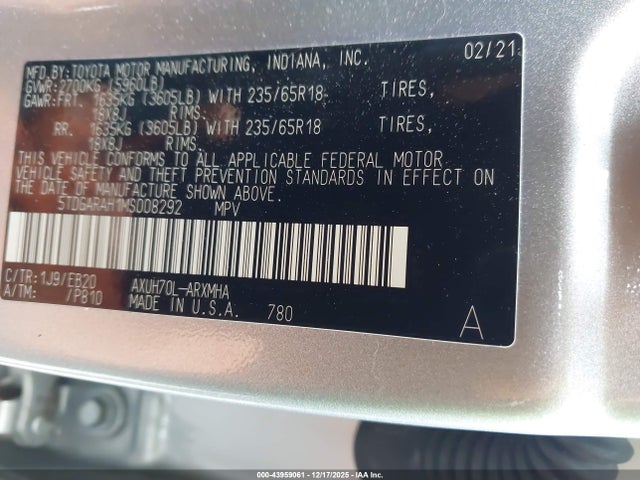 MFD.BY:TOYOTA MOTOR MANUFACTURING, INDIANA, INC. 02/21
GVWR:2700KG (5960LB)
GAWR:FRT. 1635KG (3605LB) WITH 235/65R18 TIRES,
18X8J RIMS.
RR. 1635KG (3605LB) WITH 235/65R18 TIRES,
18X8J RIMS.
THIS VEHICLE CONFORMS TO ALL APPLICABLE FEDERAL MOTOR
VEHICLE SAFETY AND THEFT PREVENTION STANDARDS IN EFFECT ON
THE DATE OF MANUFACTURE SHOWN ABOVE.
5TDGARAH1MS008292 MPV
C/TR:1J9/EB20 AXUH70L-ARXMHA
A/TM: /P810 MADE IN U.S.A. 780 A
000-43959061 - 12/17/2025 - IAA Inc.